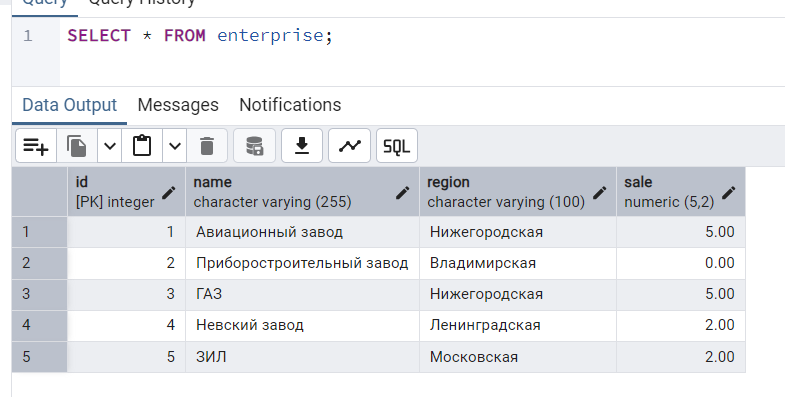 Query Query History
1 SELECT * FROM enterprise;
Data Output Messages Notifications
SQL
id name region sale
[PK] integer character varying (255) character varying (100) numeric (5,2)
1 1 Авиационный завод Нижегородская 5.00
2 2 Приборостроительный завод Владимирская 0.00
3 3 ГАЗ Нижегородская 5.00
4 4 Невский завод Ленинградская 2.00
5 5 ЗИЛ Московская 2.00